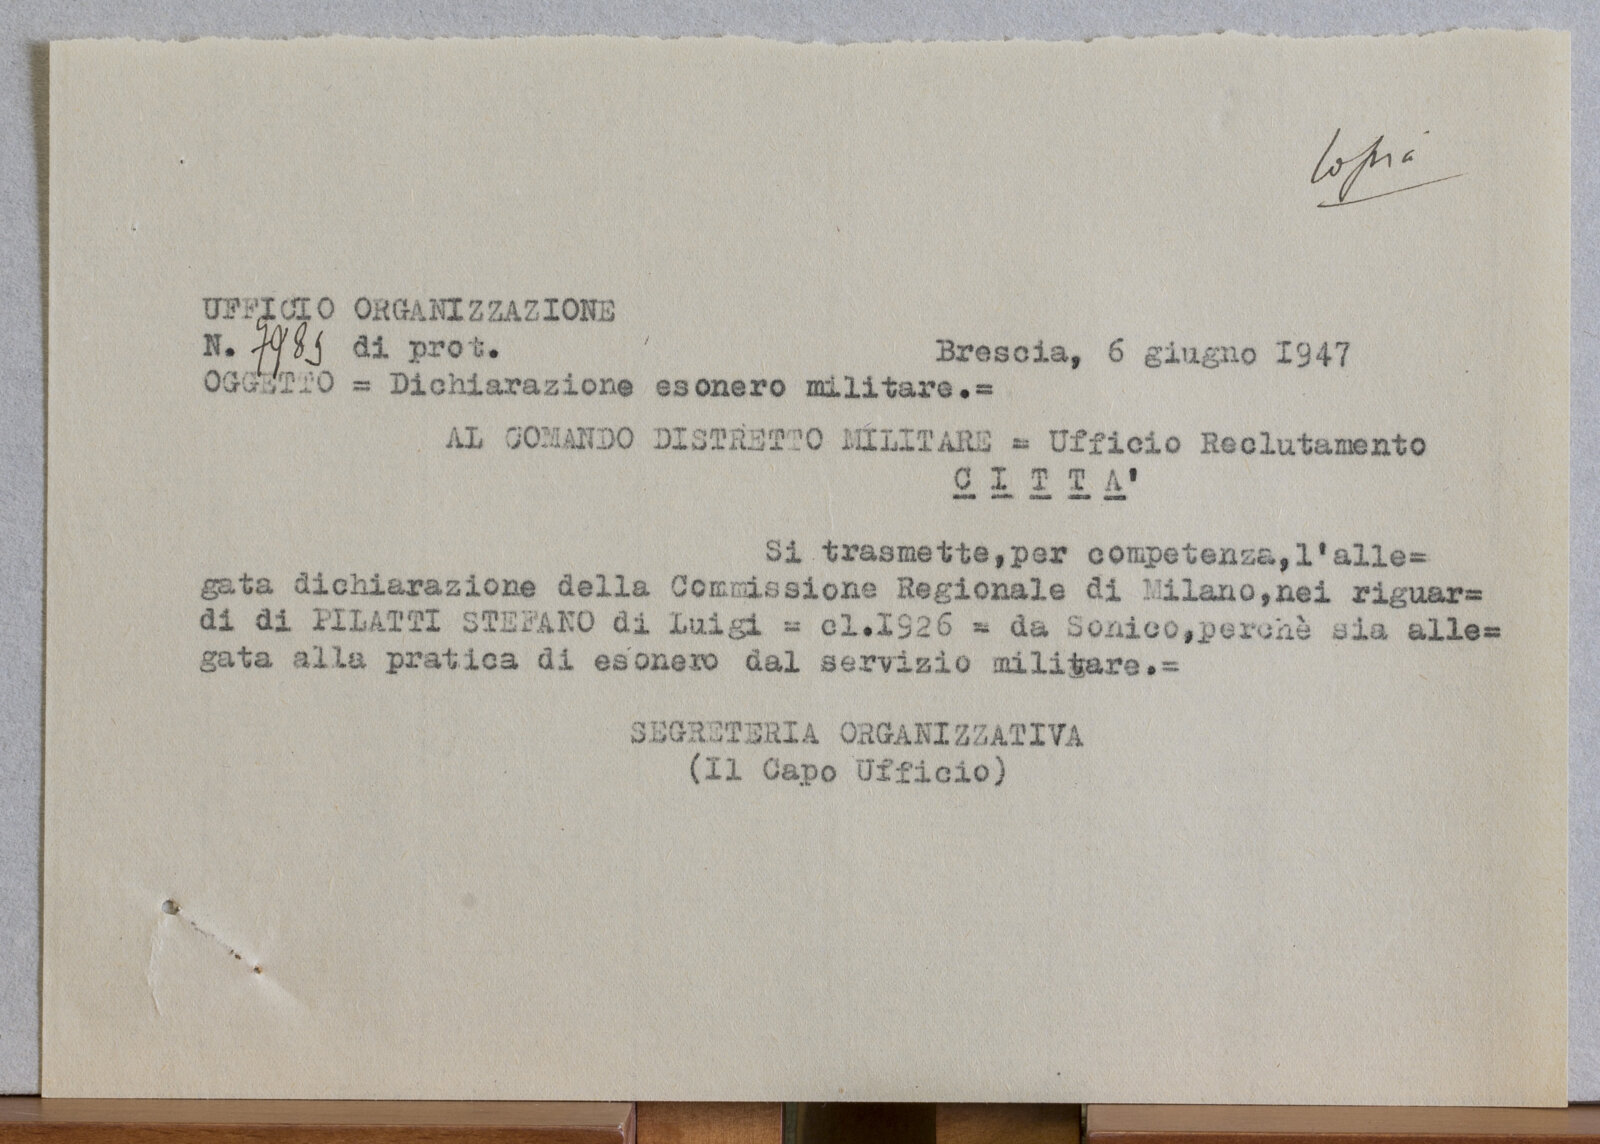 Copia
UFFICIO ORGANIZZAZIONE
N. 7985 di prot.
Brescia, 6 giugno 1947
OGGETTO = Dichiarazione esonero militare.=
AL COMANDO DISTRETTO MILITARE = Ufficio Reclutamento
C I T T A'
Si trasmette,per competenza,l'alle=
gata dichiarazione della Commissione Regionale di Milano,nei riguar=
di di PILATTI STEFANO di Luigi = cl.1926 = da Sonico,perchè sia alle=
gata alla pratica di esonero dal servizio militare.=
SEGRETERIA ORGANIZZATIVA
(Il Capo Ufficio)